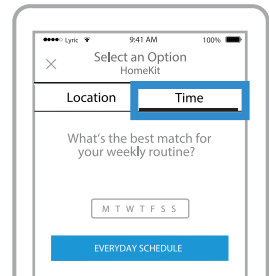 Lyric 9:41 AM 100%
Select an Option
HomeKit
Location Time
What's the best match for
your weekly routine?
M T W T F S S
EVERYDAY SCHEDULE